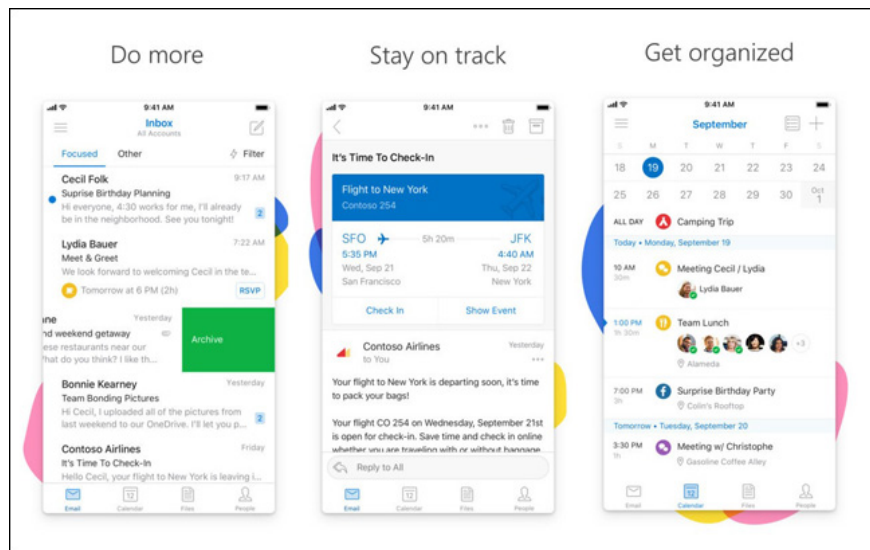 Do more
Stay on track
Get organized
9:41 AM
Inbox
All Accounts
Focused Other Filter
Cecil Folk 9:17 AM
Suprise Birthday Planning
Hi everyone, 4:30 works for me, I'll already
be in the neighborhood. See you tonight! 2
Lydia Bauer 7:22 AM
Meet & Greet
We look forward to welcoming Cecil in the te...
Tomorrow at 6 PM (2h) RSVP
ne Yesterday
nd weekend getaway
ese restaurants near our
hat do you think? I like th...
Archive
Bonnie Kearney Yesterday
Team Bonding Pictures
Hi Cecil, I uploaded all of the pictures from
last weekend to our OneDrive. I'll let you p... 2
Contoso Airlines Friday
It's Time To Check-In
Hello Cecil, your flight to New York is leaving i...
Email Calendar Files People
12
9:41 AM
It's Time To Check-In
Flight to New York
Contoso 254
SFO 5h 20m JFK
5:35 PM 4:40 AM
Wed, Sep 21 Thu, Sep 22
San Francisco New York
Check In Show Event
Contoso Airlines Yesterday
to You
Your flight to New York is departing soon, it's time
to pack your bags!
Your flight CO 254 on Wednesday, September 21st
is open for check-in. Save time and check in online
whether you are traveling with or without baggage
Reply to All
12
Email Calendar Files People
9:41 AM
September
S M T W T F S
18 19 20 21 22 23 24
25 26 27 28 29 30 Oct
1
ALL DAY Camping Trip
Today • Monday, September 19
10 AM Meeting Cecil / Lydia
30m
Lydia Bauer
1:00 PM Team Lunch
1h 30m
+3
Alameda
7:00 PM Surprise Birthday Party
3h Colin's Rooftop
Tomorrow • Tuesday, September 20
3:30 PM Meeting w/ Christophe
1h Gasoline Coffee Alley
12
Email Calendar Files People